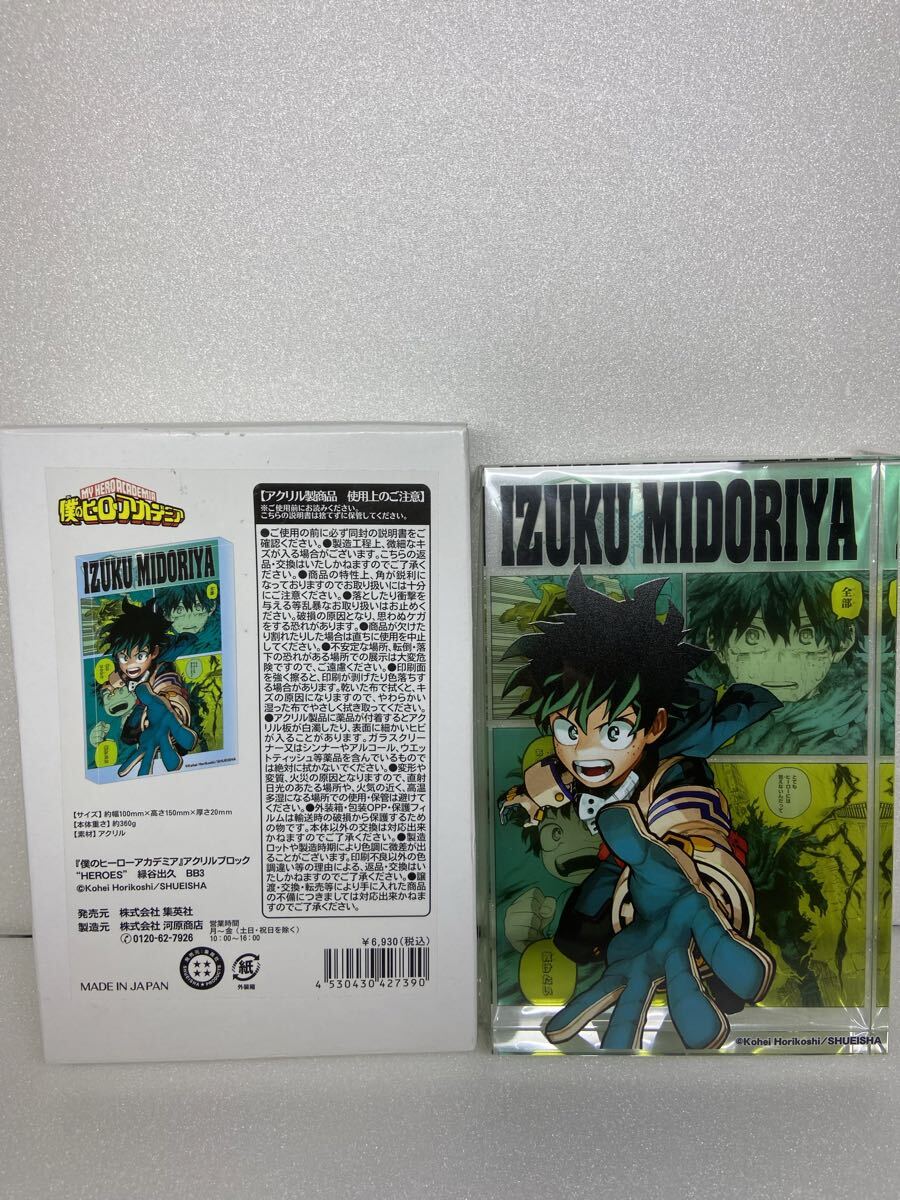 MY HERO ACADEMIA
僕のヒーローアカデミア
IZUKU MIDORIYA
全部
©Kohei Horikoshi/SHUEISHA
【サイズ】約幅100mm×高さ150mm×厚さ20mm
【本体重さ】約360g
【素材】アクリル
『僕のヒーローアカデミア』アクリルブロック
“HEROES” 緑谷出久 BB3
©Kohei Horikoshi/SHUEISHA
発売元 株式会社 集英社
製造元 株式会社 河原商店
0120-62-7926
営業時間
月〜金(土日・祝日を除く)
10:00〜16:00
MADE IN JAPAN
紙
外装箱
【アクリル製商品 使用上のご注意】
※ご使用前にお読みください。
こちらの説明書は捨てずに保管してください。
●ご使用の前に必ず同封の説明書をご
確認ください。●製造工程上、微細なキ
ズが入る場合がございます。こちらの返
品・交換はいたしかねますのでご了承く
ださい。●商品の特性上、角が鋭利に
なっておりますのでお取り扱いには十分
にご注意ください。●落としたり衝撃を
与える等乱暴なお取り扱いはお止めく
ださい。破損の原因となり、思わぬケガ
をする恐れがあります。●商品が欠けた
り割れたりした場合は直ちに使用を中止
してください。●不安定な場所、転倒・落
下の恐れがある場所での展示は大変危
険ですので、ご遠慮ください。●印刷面
を強く擦ると、印刷が剥げたり色落ちす
る場合があります。乾いた布で拭くと、キ
ズの原因になりますので、やわらかい
湿った布でやさしく拭き取ってください。
●アクリル製品に薬品が付着するとアク
リル板が白濁したり、表面に細かいヒビ
が入ることがあります。ガラスクリー
ナー又はシンナーやアルコール、ウエッ
トティッシュ等薬品を含んでいるもので
は絶対に拭かないでください。●変形や
変質、火災の原因となりますので、直射
日光のあたる場所や、火気の近く、高温
多湿になる場所での使用・保管は避けて
ください。●外装箱・包装OPP・保護フィ
ルムは輸送時の破損から保護するため
の物です。本体以外の交換は対応出来
かねますのでご了承ください。●製造
ロットや製造時期により色調に微差が出
ることがございます。印刷不良以外の色
調違い等の理由による、返品・交換はい
たしかねますのでご了承ください。●譲
渡・交換・転売等により手に入れた商品
の不備につきましては対応出来かねます
のでご了承ください。
¥6,930(税込)
4 530430 427390
IZUKU MIDORIYA
全部
とても
ヒーローには
救けたい
©Kohei Horikoshi/SHUEISHA